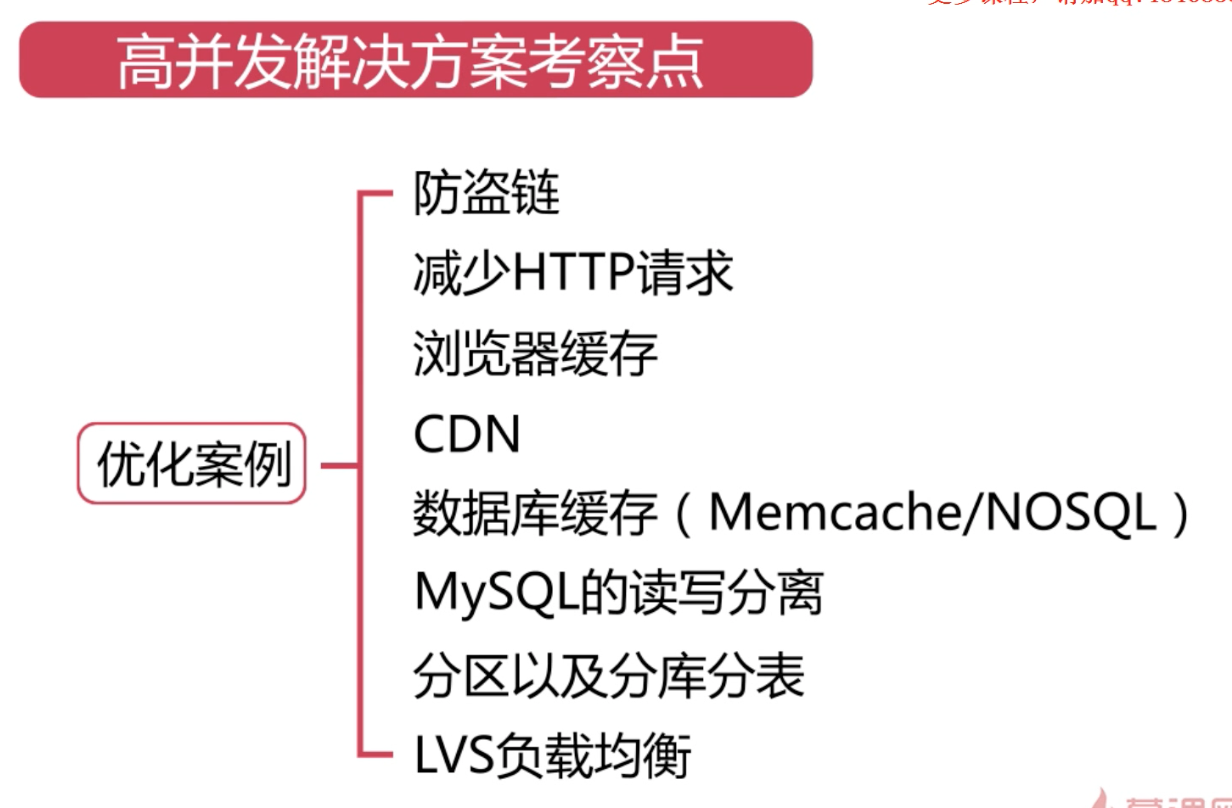 高并发解决方案考察点
防盗链
减少HTTP请求
浏览器缓存
CDN
优化案例
数据库缓存（Memcache/NOSQL）
MySQL的读写分离
分区以及分库分表
LVS负载均衡